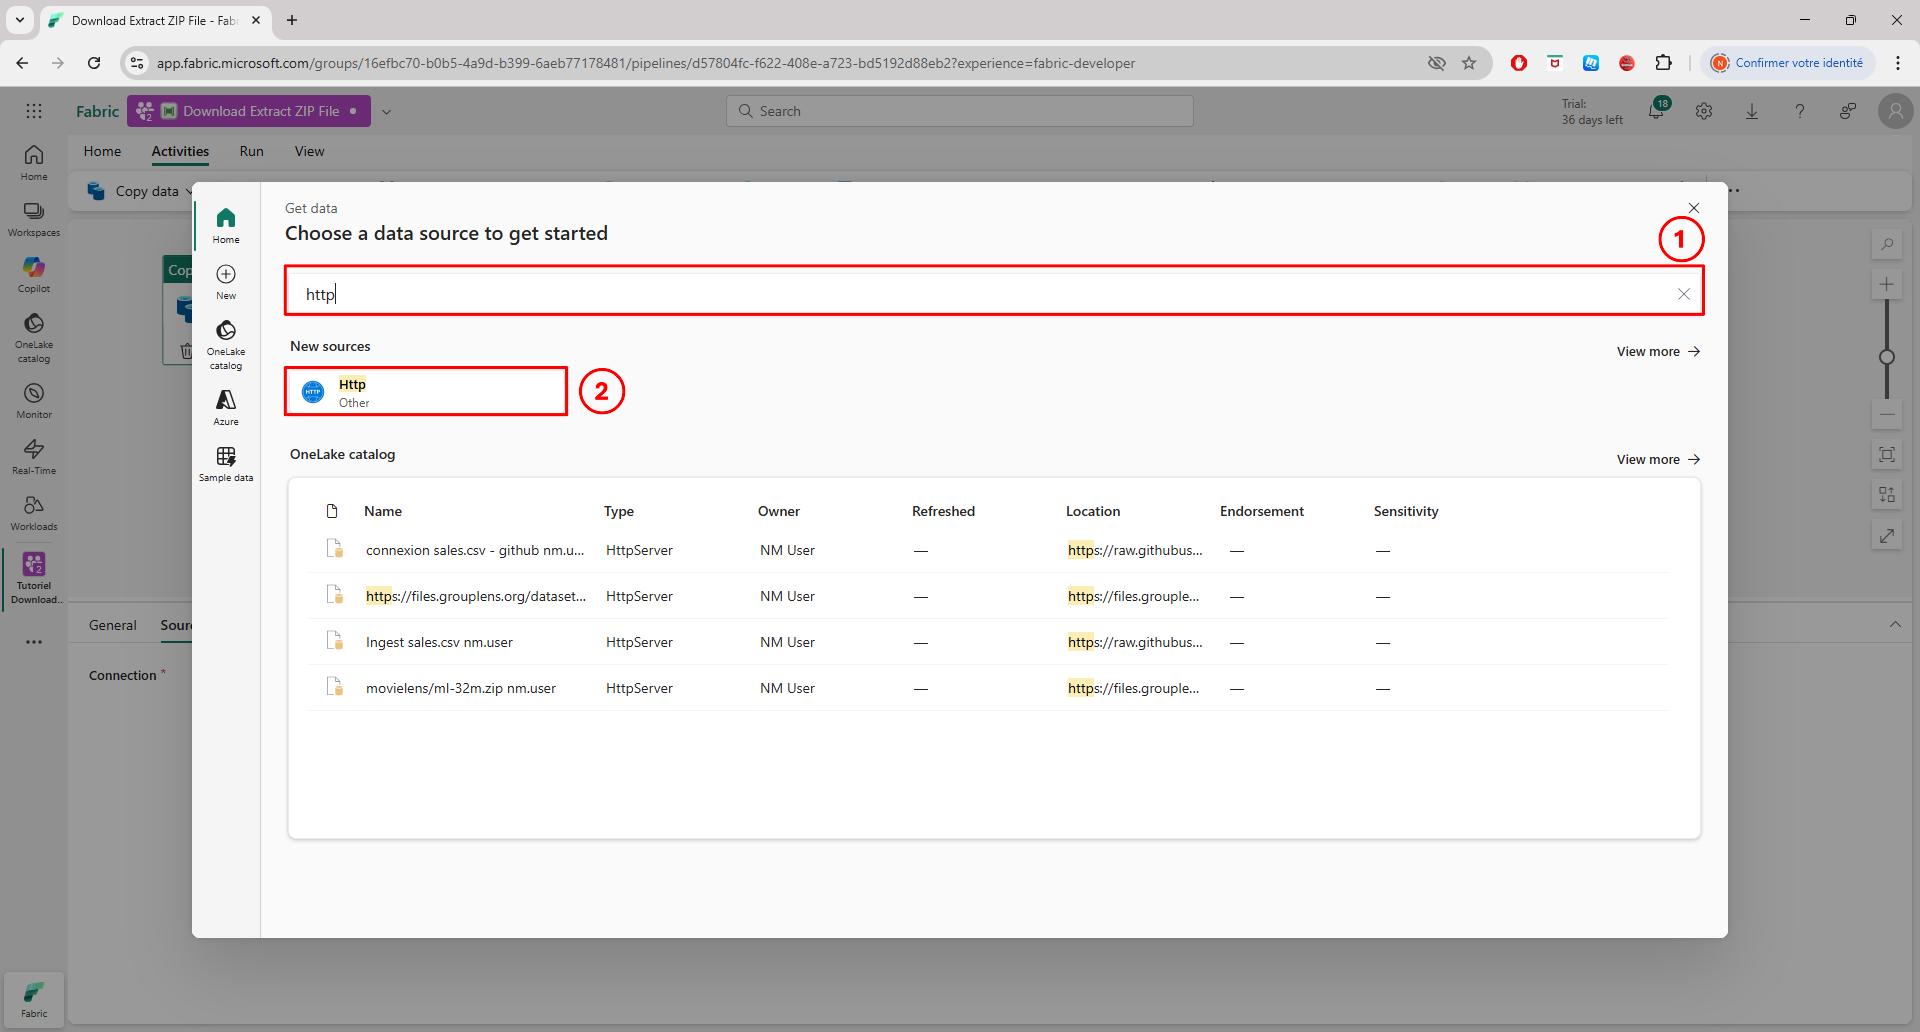 Download Extract ZIP File - Fab
app.fabric.microsoft.com/groups/16efbc70-b0b5-4a9d-b399-6aeb77178481/pipelines/d57804fc-f622-408e-a723-bd5192d88eb2?experience=fabric-developer
N
Confirmer votre identité
Fabric
2
Download Extract ZIP File
Search
Trial:
36 days left
18
Home
Activities
Run
View
Copy data
Home
Workspaces
Copilot
OneLake
catalog
Monitor
Real-Time
Workloads
2
Tutoriel
Download..
Fabric
Cop
General
Sour
Connection *
Home
New
OneLake
catalog
Azure
Sample data
Get data
Choose a data source to get started
1
http
New sources
View more
HTTP
Http
Other
2
OneLake catalog
View more
Name Type Owner Refreshed Location Endorsement Sensitivity
connexion sales.csv - github nm.u... HttpServer NM User — https://raw.githubus... — —
https://files.grouplens.org/dataset... HttpServer NM User — https://files.grouple... — —
Ingest sales.csv nm.user HttpServer NM User — https://raw.githubus... — —
movielens/ml-32m.zip nm.user HttpServer NM User — https://files.grouple... — —